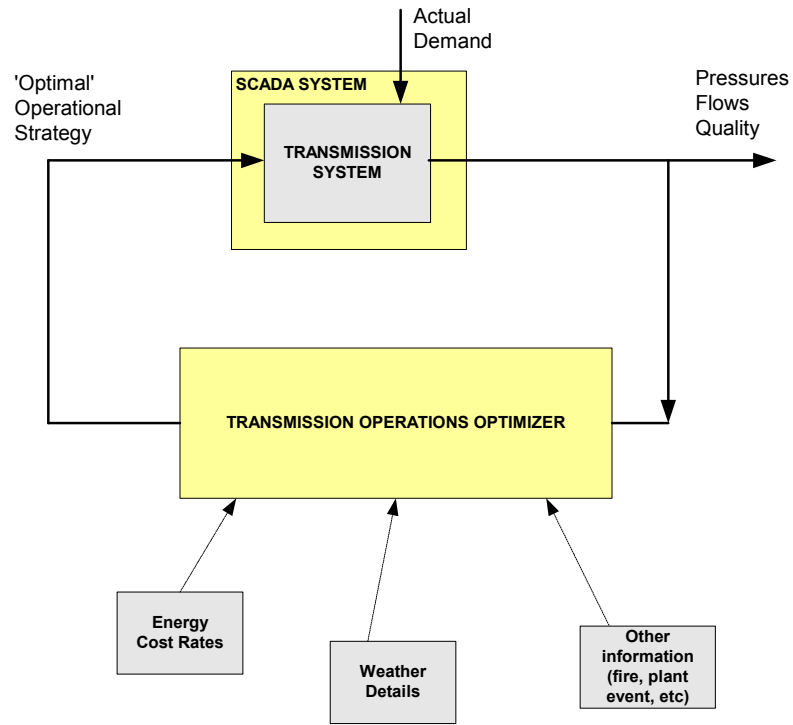 Actual
Demand
'Optimal'
Operational
Strategy
SCADA SYSTEM
Pressures
Flows
Quality
TRANSMISSION
SYSTEM
TRANSMISSION OPERATIONS OPTIMIZER
Energy
Cost Rates
Weather
Details
Other
information
(fire, plant
event, etc)